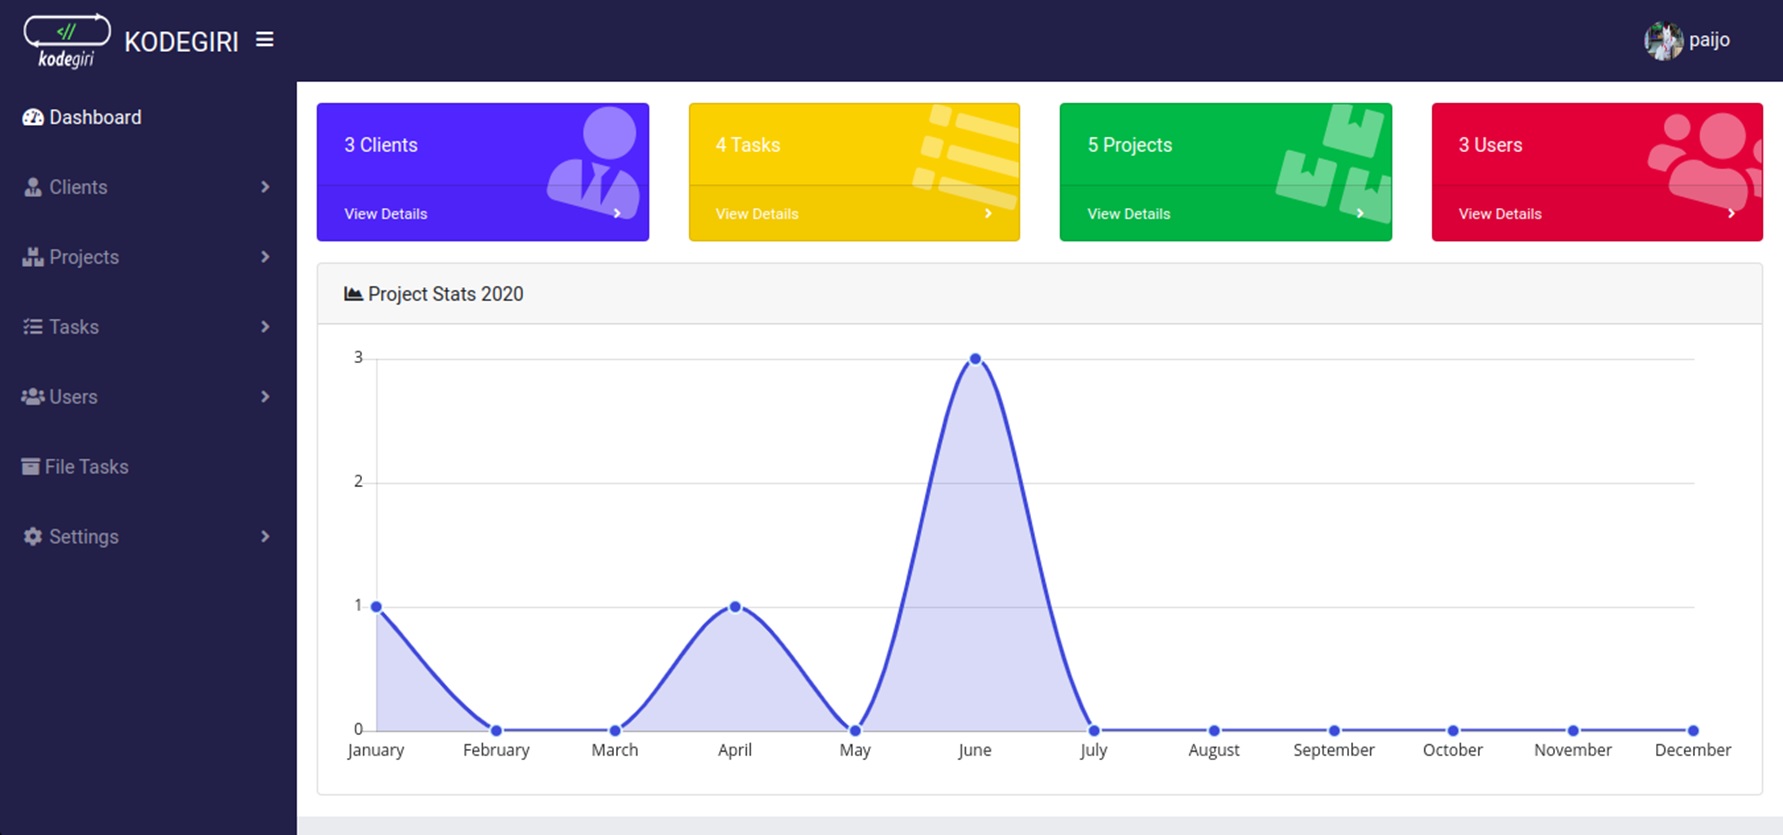 </>
kodegiri
KODEGIRI
paijo
Dashboard
Clients
Projects
Tasks
Users
File Tasks
Settings
3 Clients
View Details
4 Tasks
View Details
5 Projects
View Details
3 Users
View Details
Project Stats 2020
3
2
1
0
January February March April May June July August September October November December